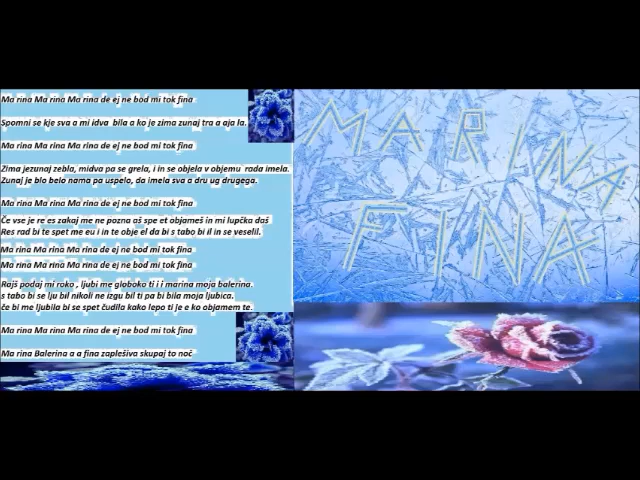 Ma rina Ma rina Ma rina de ej ne bod mi tok fina
Spomni se kje sva a mi idva bila a ko je zima zunaj tra a aja la.
Ma rina Ma rina Ma rina de ej ne bod mi tok fina
Zima jezunaj zebla, midva pa se grela, i in se objela v objemu rada imela.
Zunaj je blo belo nama pa uspelo, da imela sva a dru ug drugega.
Ma rina Ma rina Ma rina de ej ne bod mi tok fina
Če vse je re es zakaj me ne pozna aš spe et objameš in mi lupčka daš
Res rad bi te spet me eu i in te obje el da bi s tabo bi il in se veselil.
Ma rina Ma rina Ma rina de ej ne bod mi tok fina
Ma rina Ma rina Ma rina de ej ne bod mi tok fina
Rajš podaj mi roko , ljubi me globoko ti i i marina moja balerina.
s tabo bi se lju bil nikoli ne izgu bil ti pa bi bila moja ljubica.
če bi me ljubila bi se spet čudila kako lepo ti je e ko objamem te.
Ma rina Ma rina Ma rina de ej ne bod mi tok fina
Ma rina Balerina a a fina zaplešiva skupaj to noč
MARINA
FINA